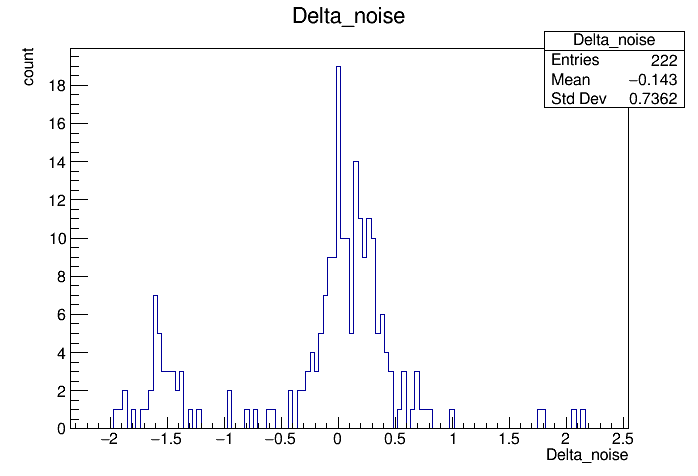 Delta_noise
Delta_noise
Entries 222
Mean −0.143
Std Dev 0.7362
count
18
16
14
12
10
8
6
4
2
0
−2 −1.5 −1 −0.5 0 0.5 1 1.5 2 2.5
Delta_noise